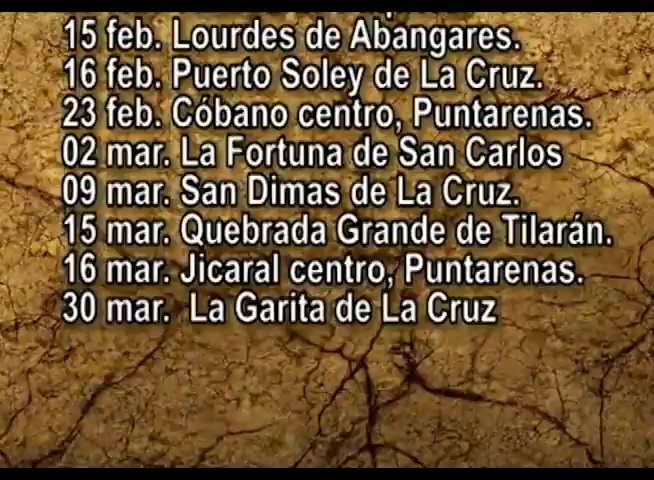 15 feb. Lourdes de Abangares.
16 feb. Puerto Soley de La Cruz.
23 feb. Cóbano centro, Puntarenas.
02 mar. La Fortuna de San Carlos
09 mar. San Dimas de La Cruz.
15 mar. Quebrada Grande de Tilarán.
16 mar. Jicaral centro, Puntarenas.
30 mar. La Garita de La Cruz